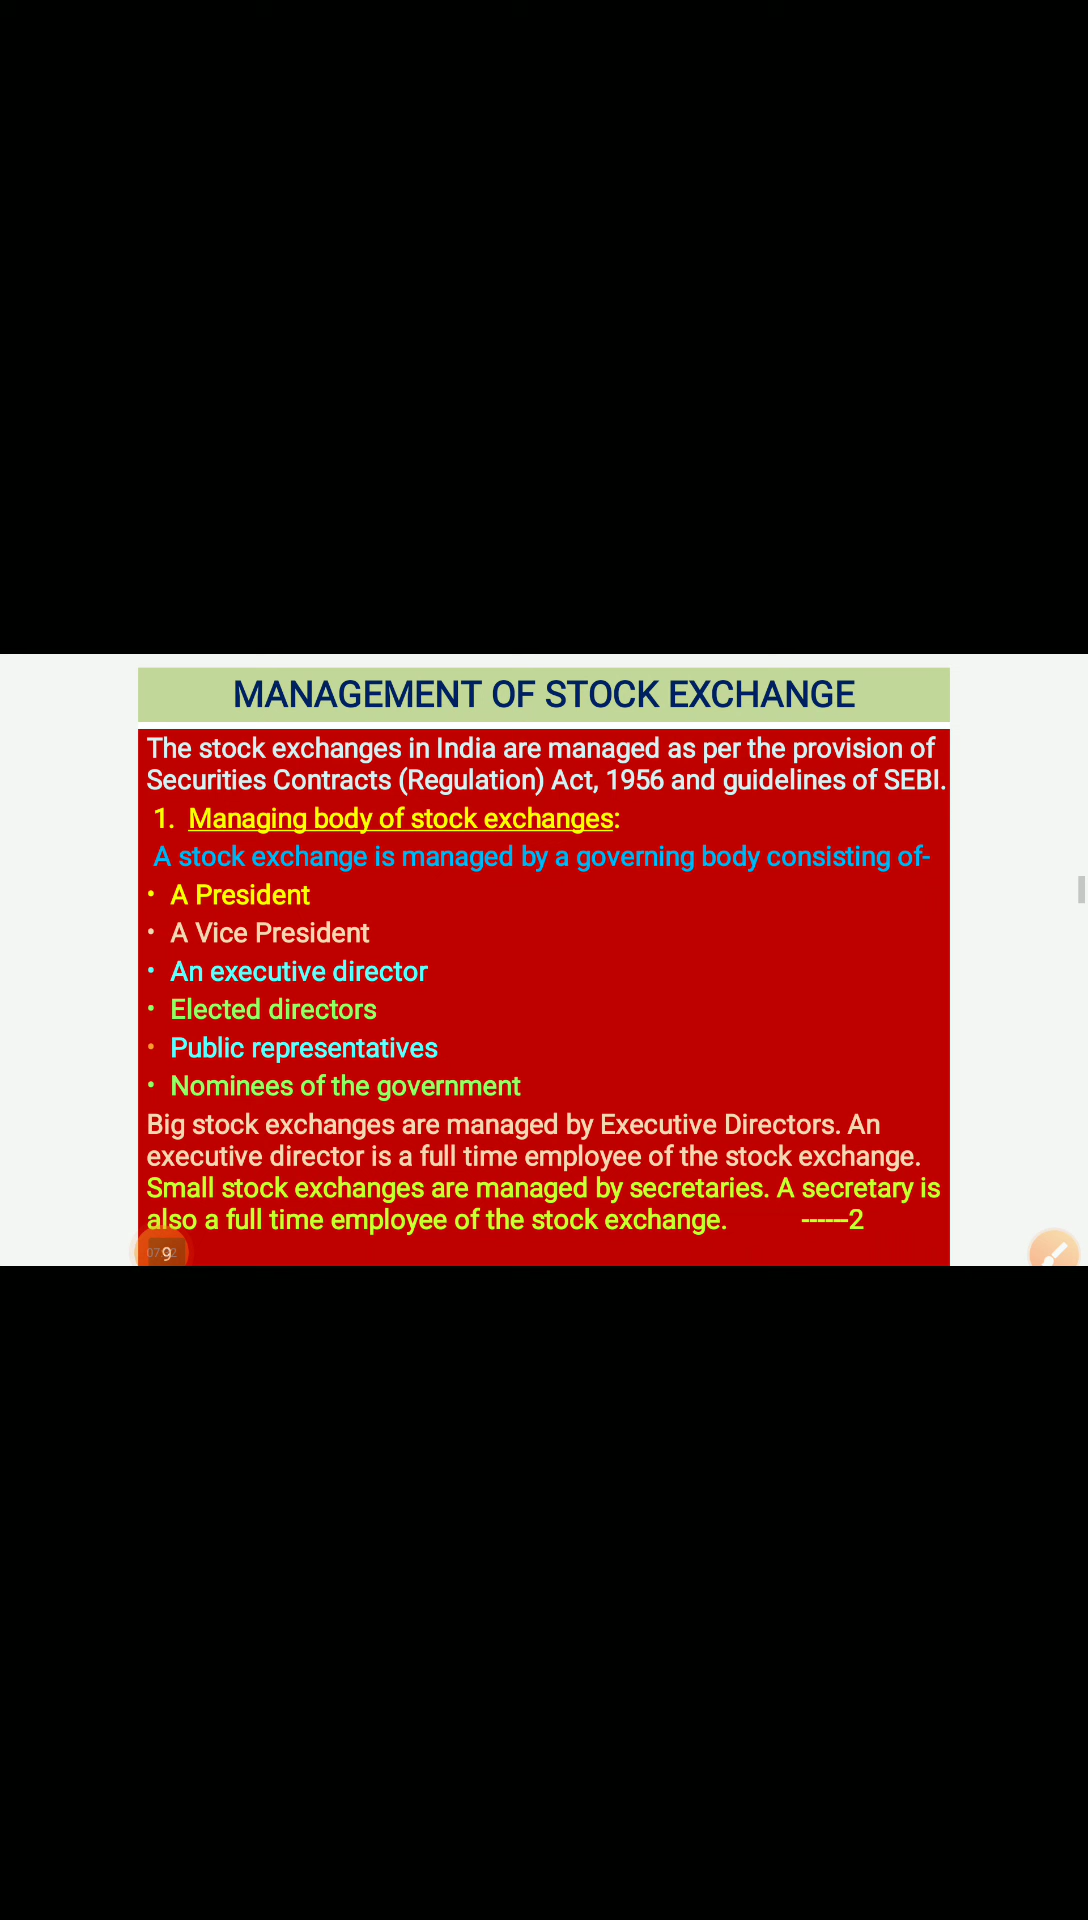 MANAGEMENT OF STOCK EXCHANGE
The stock exchanges in India are managed as per the provision of
Securities Contracts (Regulation) Act, 1956 and guidelines of SEBI.
1. Managing body of stock exchanges:
A stock exchange is managed by a governing body consisting of-
• A President
• A Vice President
• An executive director
• Elected directors
• Public representatives
• Nominees of the government
Big stock exchanges are managed by Executive Directors. An
executive director is a full time employee of the stock exchange.
Small stock exchanges are managed by secretaries. A secretary is
also a full time employee of the stock exchange. ------2
9